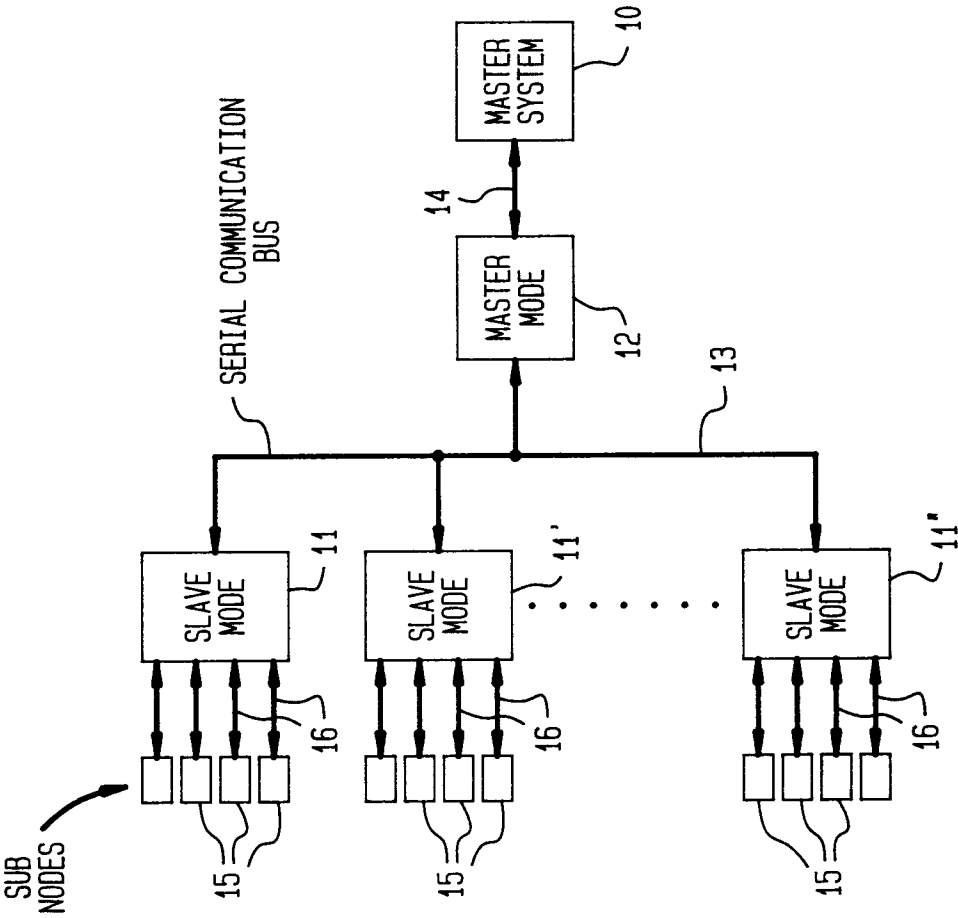 SUB
NODES
15
16
SLAVE
MODE
11
SERIAL COMMUNICATION
BUS
15
16
SLAVE
MODE
11'
14
MASTER
MODE
12
MASTER
SYSTEM
10
13
15
16
SLAVE
MODE
11"